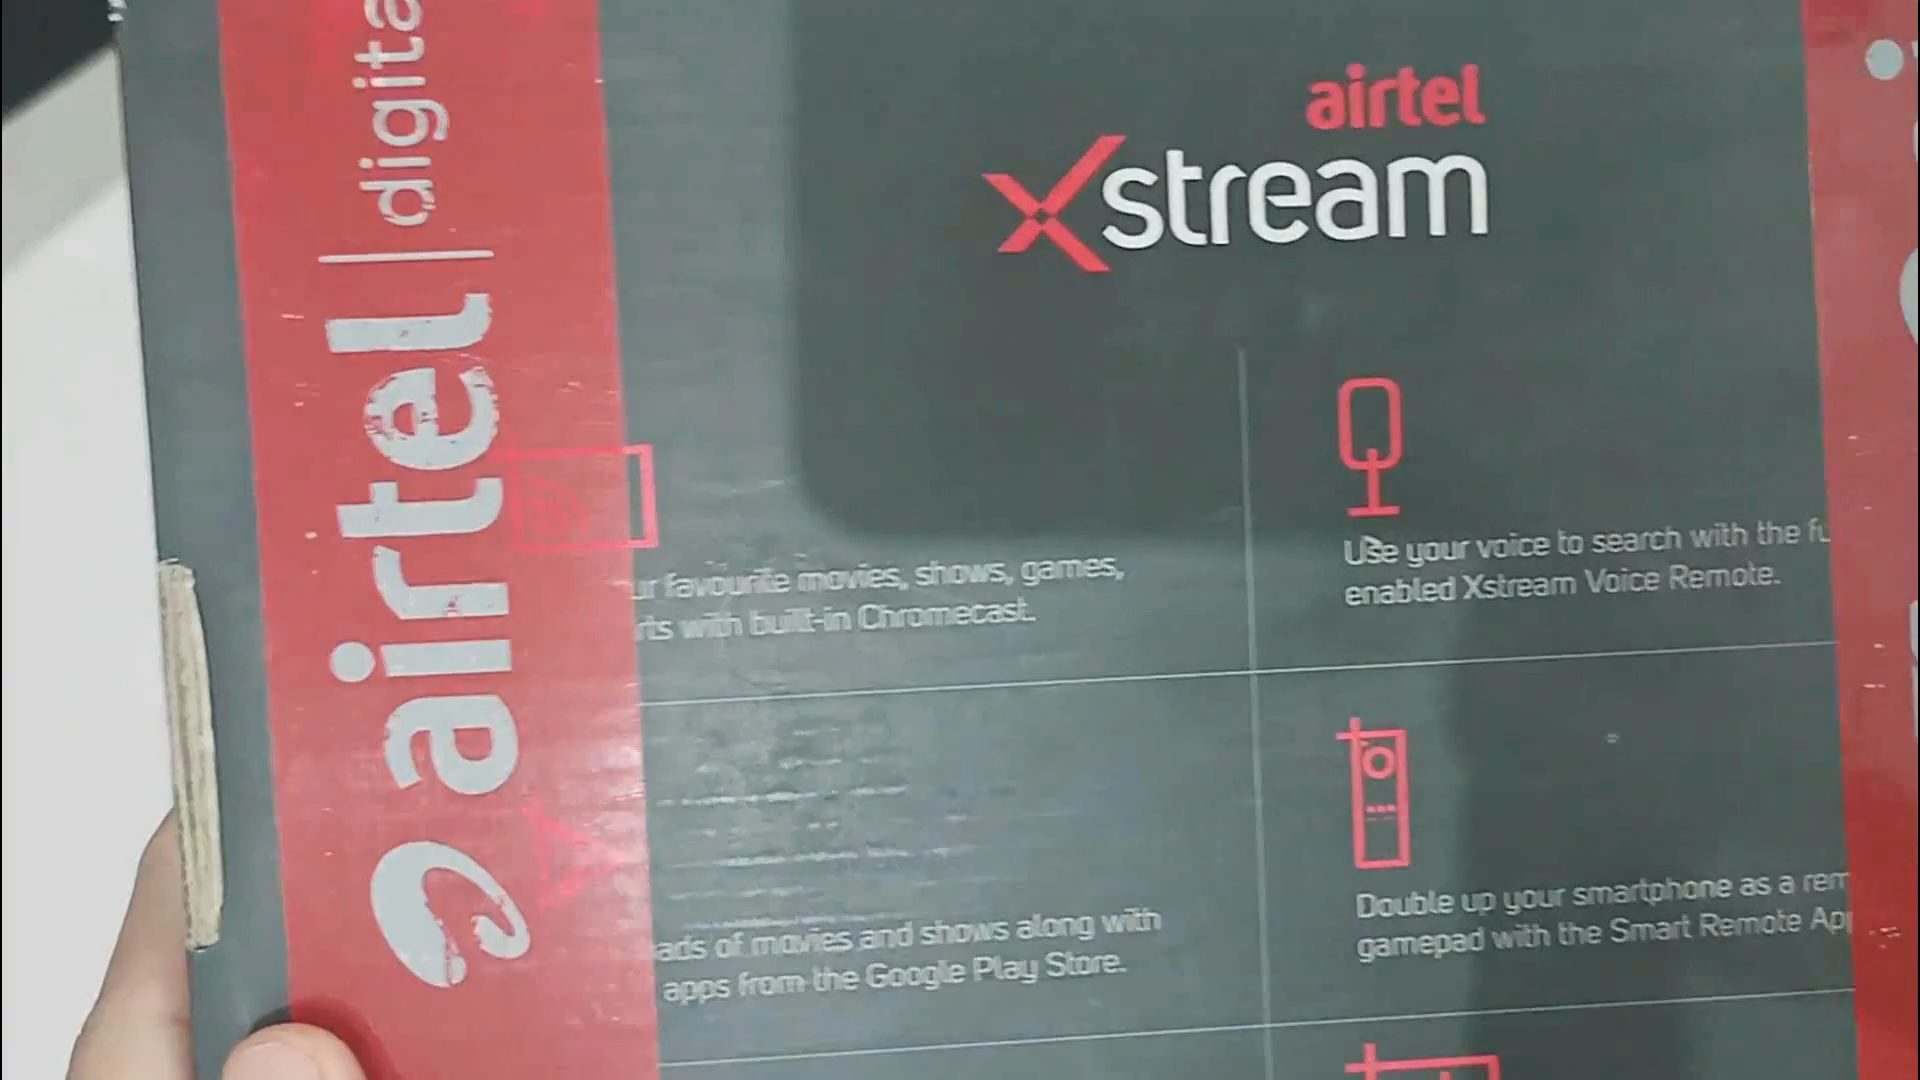 airtel | digita
airtel
Xstream
ur favourite movies, shows, games,
rts with built-in Chromecast.
Use your voice to search with the fu
enabled Xstream Voice Remote.
ads of movies and shows along with
apps from the Google Play Store.
Double up your smartphone as a rem
gamepad with the Smart Remote Ap